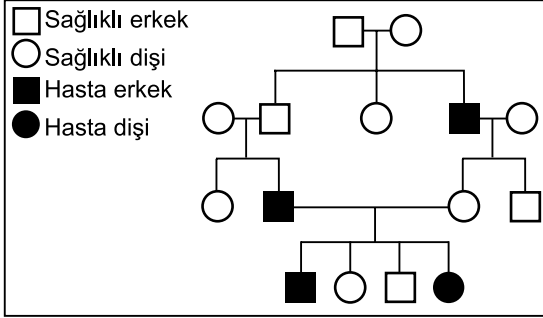 Sağlıklı erkek
Sağlıklı dişi
Hasta erkek
Hasta dişi